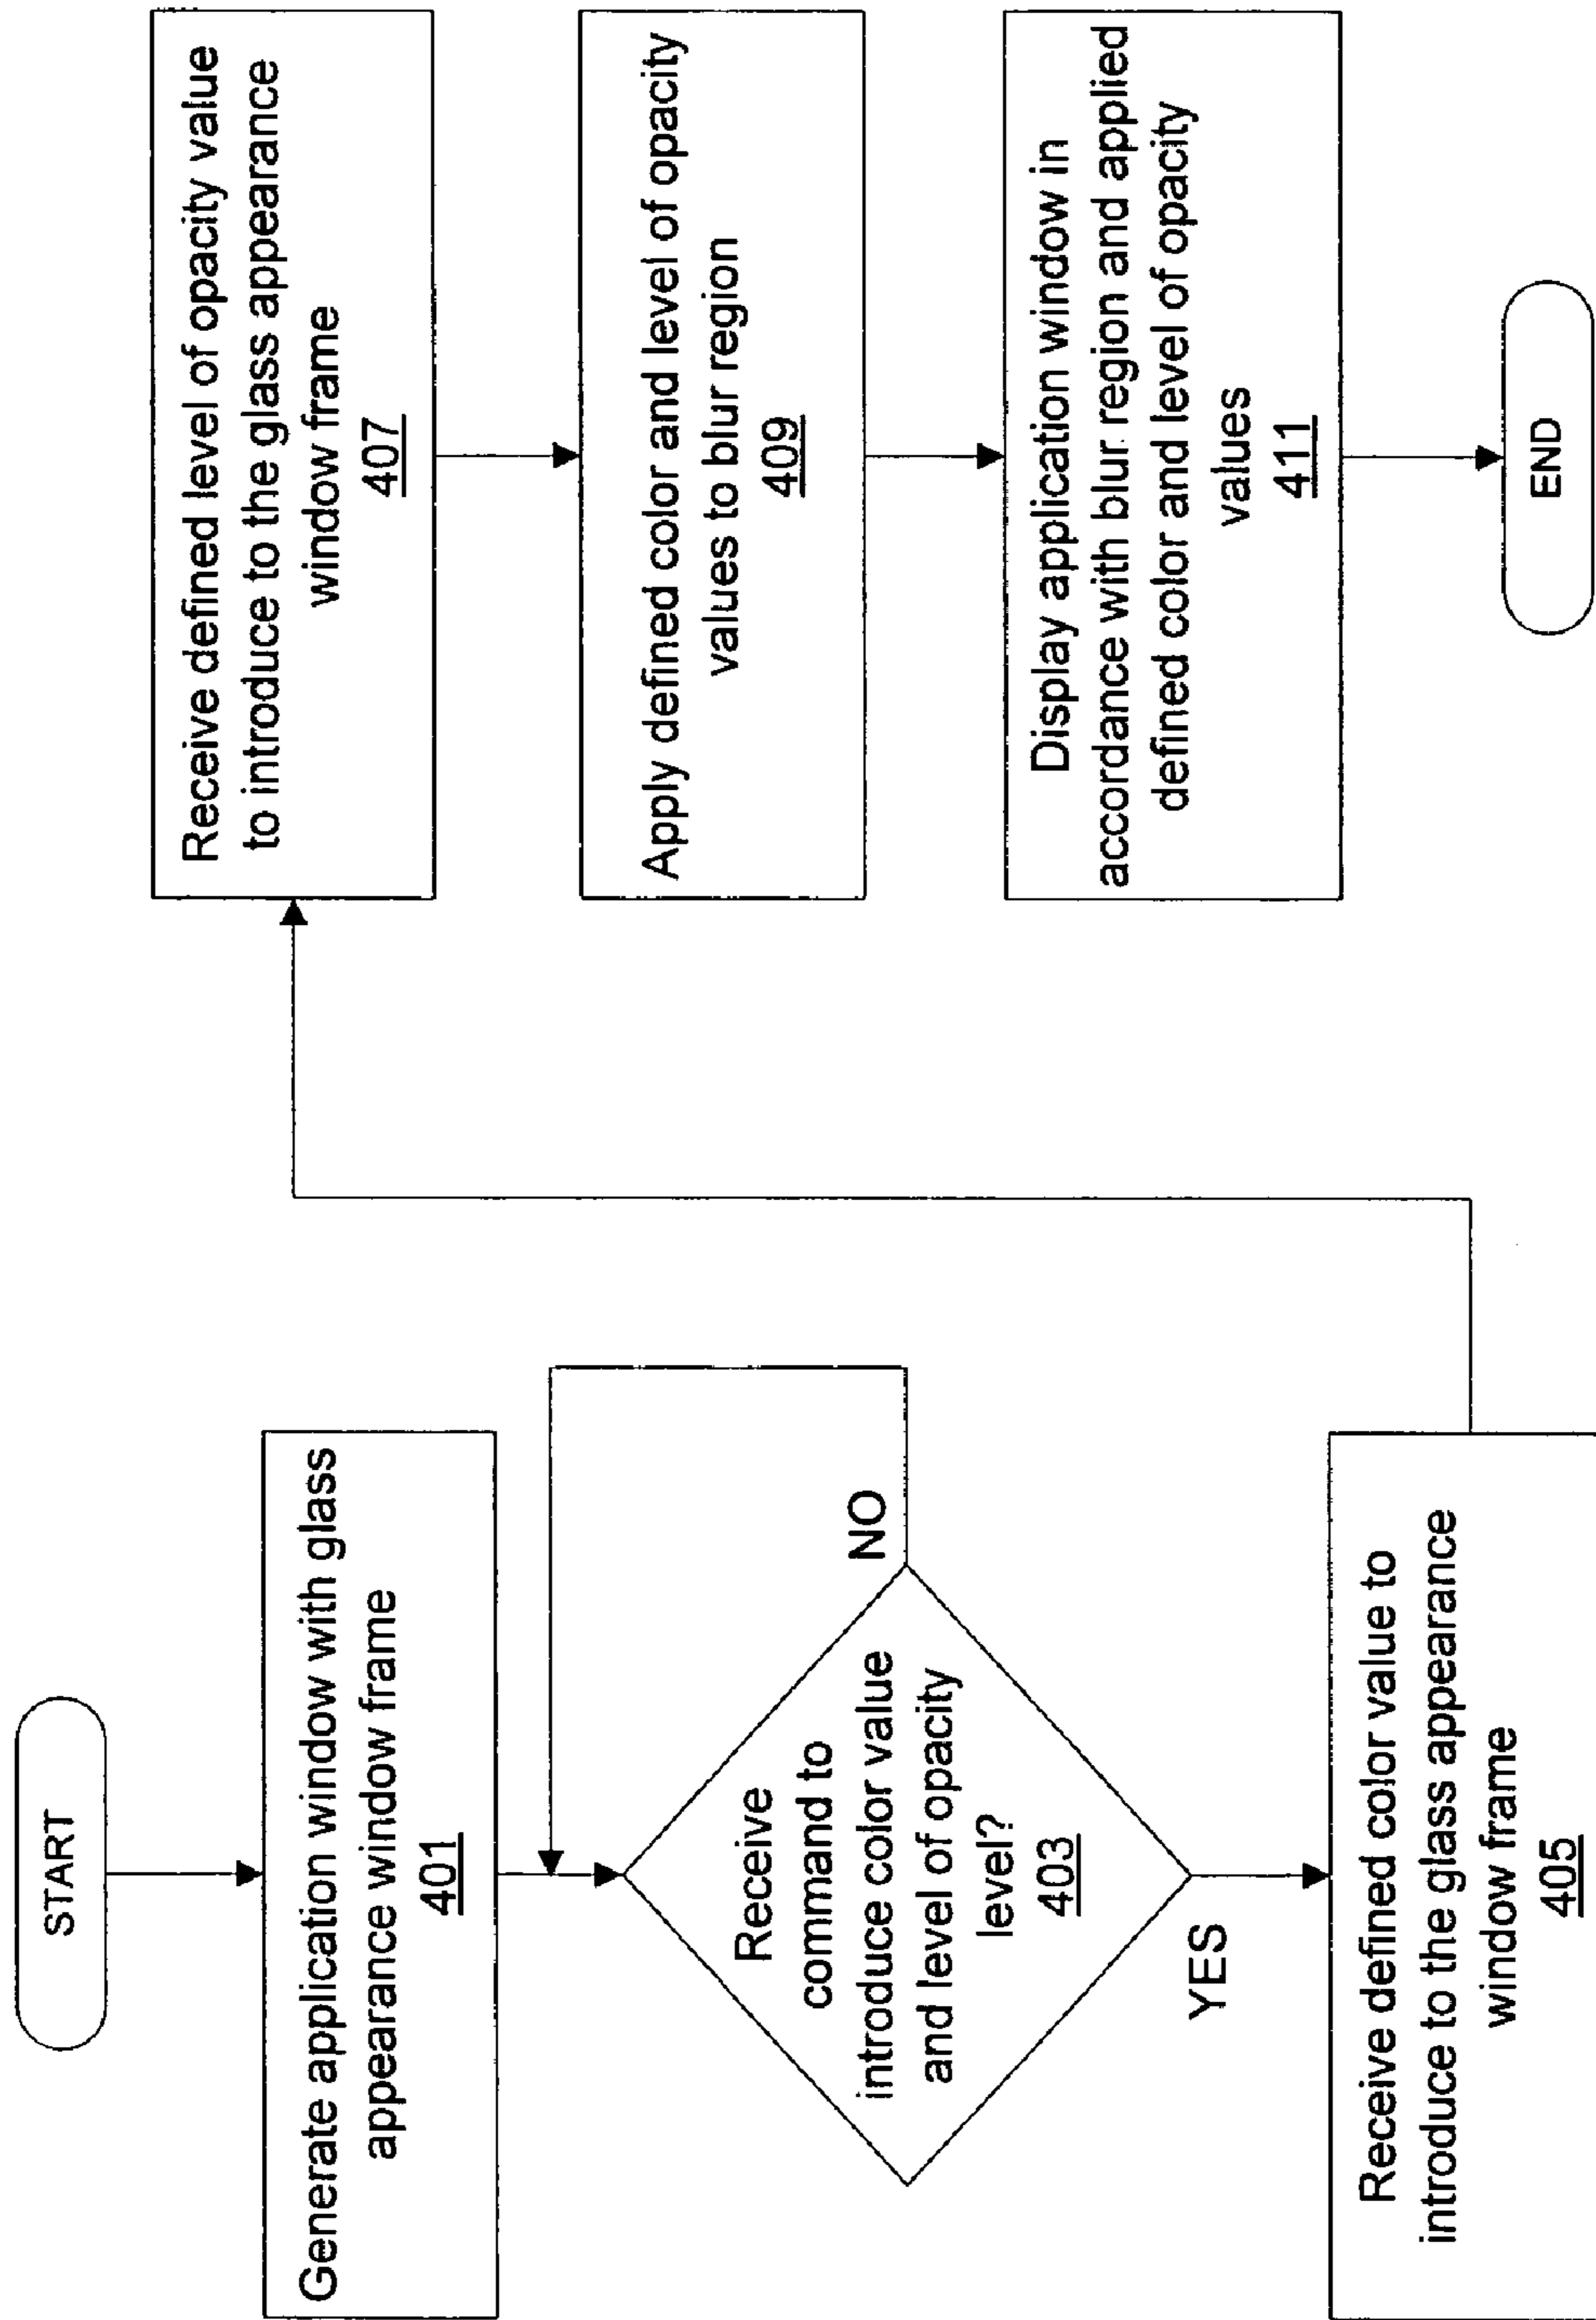 START
Generate application window with glass
appearance window frame
401
Receive
command to
introduce color value
and level of opacity
level?
403
NO
YES
Receive defined color value to
introduce to the glass appearance
window frame
405
Receive defined level of opacity value
to introduce to the glass appearance
window frame
407
Apply defined color and level of opacity
values to blur region
409
Display application window in
accordance with blur region and applied
defined color and level of opacity
values
411
END